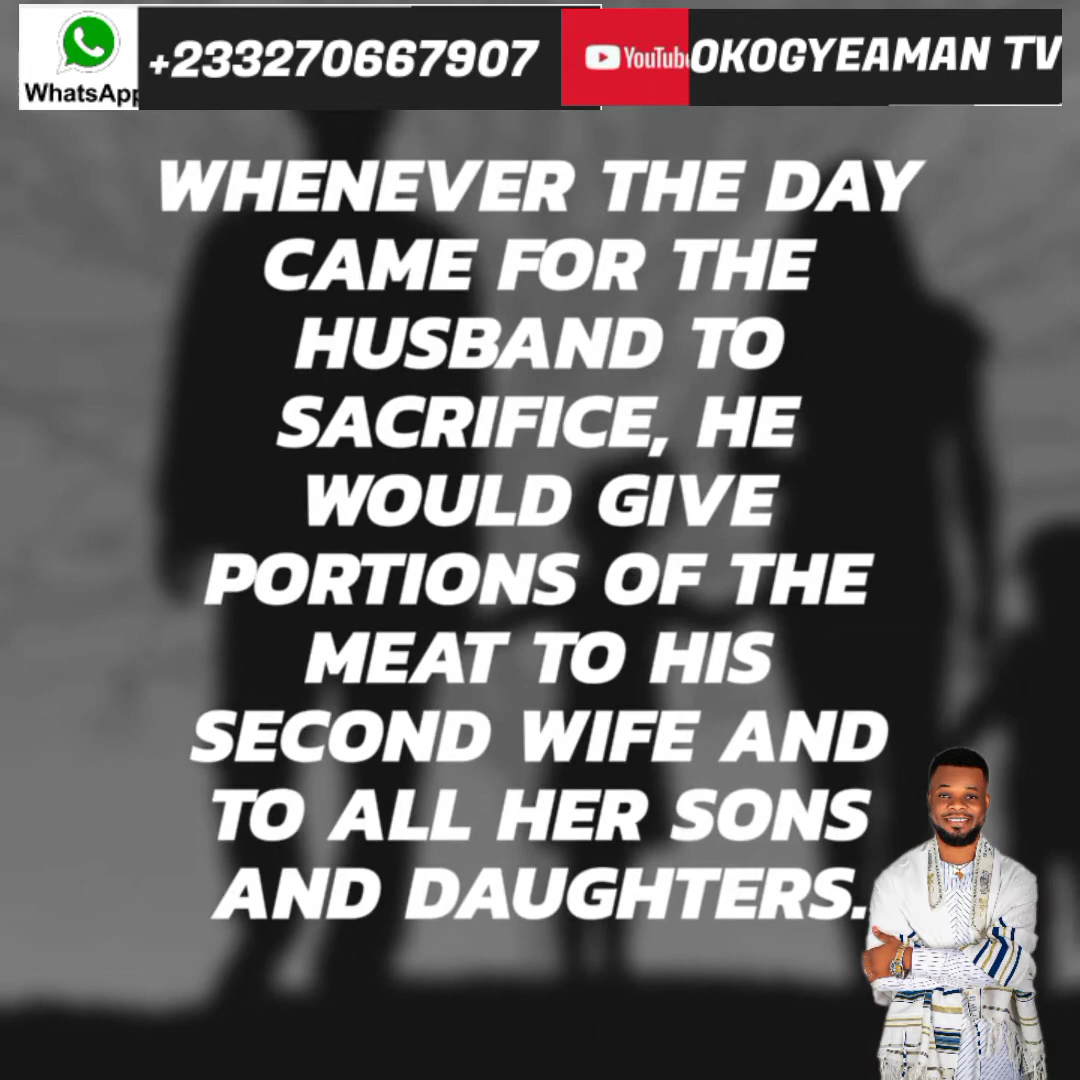 WhatsApp
+233270667907
YouTube
OKOGYEAMAN TV
WHENEVER THE DAY
CAME FOR THE
HUSBAND TO
SACRIFICE, HE
WOULD GIVE
PORTIONS OF THE
MEAT TO HIS
SECOND WIFE AND
TO ALL HER SONS
AND DAUGHTERS.